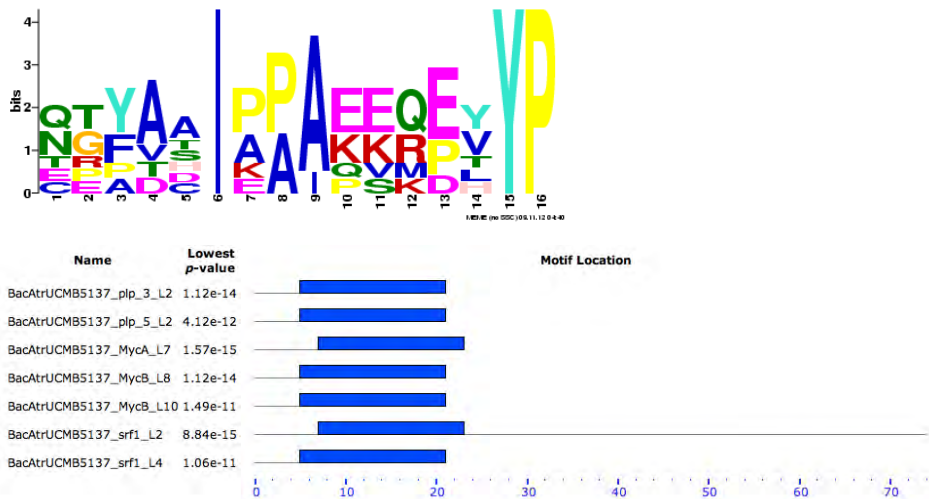 4
3
2
1
0
bits
Q T Y A A I P P A E E Q E Y Y P
N G F V T A A I K K R P V
T R P T S K Q V M D T
E P A D H E P S K L
C E D H
C
1 2 3 4 5 6 7 8 9 10 11 12 13 14 15 16
MEME (no SSC) 09.11.12 04:40
Name Lowest p-value Motif Location
BacAtrUCMB5137_plp_3_L2 1.12e-14
BacAtrUCMB5137_plp_5_L2 4.12e-12
BacAtrUCMB5137_MycA_L7 1.57e-15
BacAtrUCMB5137_MycB_L8 1.12e-14
BacAtrUCMB5137_MycB_L10 1.49e-11
BacAtrUCMB5137_srf1_L2 8.84e-15
BacAtrUCMB5137_srf1_L4 1.06e-11
0 10 20 30 40 50 60 70